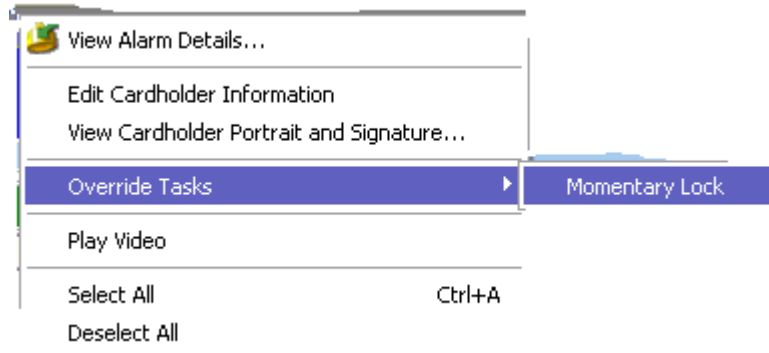 View Alarm Details...
Edit Cardholder Information
View Cardholder Portrait and Signature...
Override Tasks
Momentary Lock
Play Video
Select All Ctrl+A
Deselect All